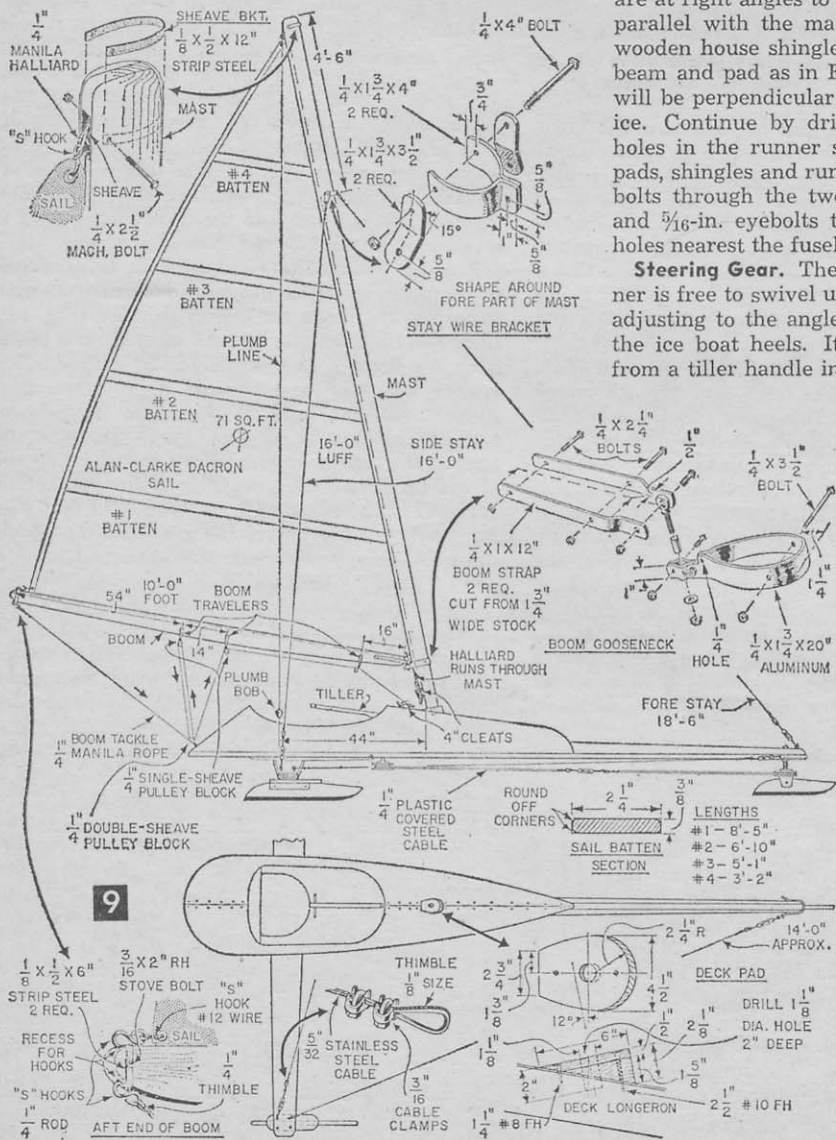 are at right angles to
parallel with the ma
wooden house shingle
beam and pad as in F
will be perpendicular
ice. Continue by dri
holes in the runner s
pads, shingles and run
bolts through the tw
and 5⁄16-in. eyebolts t
holes nearest the fusel
Steering Gear. The
ner is free to swivel u
adjusting to the angle
the ice boat heels. It
from a tiller handle in
1/4"
MANILA
HALLIARD
SHEAVE BKT.
1/8 X 1/2 X 12"
STRIP STEEL
MAST
"S" HOOK
SAIL
SHEAVE
1/4 X 2 1/2"
MACH. BOLT
4'-6"
1/4 X 4" BOLT
1/4 X 1 3/4 X 4"
2 REQ.
3/4"
1/4 X 1 3/4 X 3 1/2"
2 REQ.
5/8"
15°
1"
5/8"
5/8"
SHAPE AROUND
FORE PART OF MAST
STAY WIRE BRACKET
#4
BATTEN
#3
BATTEN
PLUMB
LINE
MAST
#2
BATTEN
71 SQ. FT.
16'-0"
LUFF
SIDE STAY
16'-0"
ALAN-CLARKE DACRON
SAIL
#1
BATTEN
1/4 X 2 1/4"
BOLTS
1/2"
1/4 X 3 1/2"
BOLT
1/4 X 1 X 12"
BOOM STRAP
2 REQ.
CUT FROM 1 3/4"
WIDE STOCK
1"
1 1/4"
BOOM GOOSENECK
1/4"
HOLE
1/4 X 1 3/4 X 20"
ALUMINUM
54"
10'-0"
FOOT
BOOM
TRAVELERS
16"
BOOM
14"
HALLIARD
RUNS THROUGH
MAST
PLUMB
BOB
TILLER
FORE STAY
18'-6"
1/4" BOOM TACKLE
MANILA ROPE
44"
4" CLEATS
1/4" SINGLE-SHEAVE
PULLEY BLOCK
1/4" DOUBLE-SHEAVE
PULLEY BLOCK
1/4" PLASTIC
COVERED
STEEL
CABLE
ROUND
OFF
CORNERS
2 1/4"
3/8"
SAIL BATTEN
SECTION
LENGTHS
#1 - 8'-5"
#2 - 6'-10"
#3 - 5'-1"
#4 - 3'-2"
9
14'-0"
APPROX.
2 1/4" R
DECK PAD
2 3/4"
1 3/8"
4 1/2"
12°
1/8 X 1/2 X 6"
STRIP STEEL
2 REQ.
3/16 X 2" RH
STOVE BOLT
"S"
HOOK
#12 WIRE
SAIL
RECESS
FOR
HOOKS
"S" HOOKS
1/4"
THIMBLE
1/4" ROD
AFT END OF BOOM
THIMBLE
1/8" SIZE
5/32"
STAINLESS
STEEL
CABLE
3/16"
CABLE
CLAMPS
DRILL 1 1/8"
DIA. HOLE
2" DEEP
6"
1/2"
2 1/8"
1 1/8"
1 5/8"
2"
DECK LONGERON
1 1/4" #8 FH
2 1/2" #10 FH